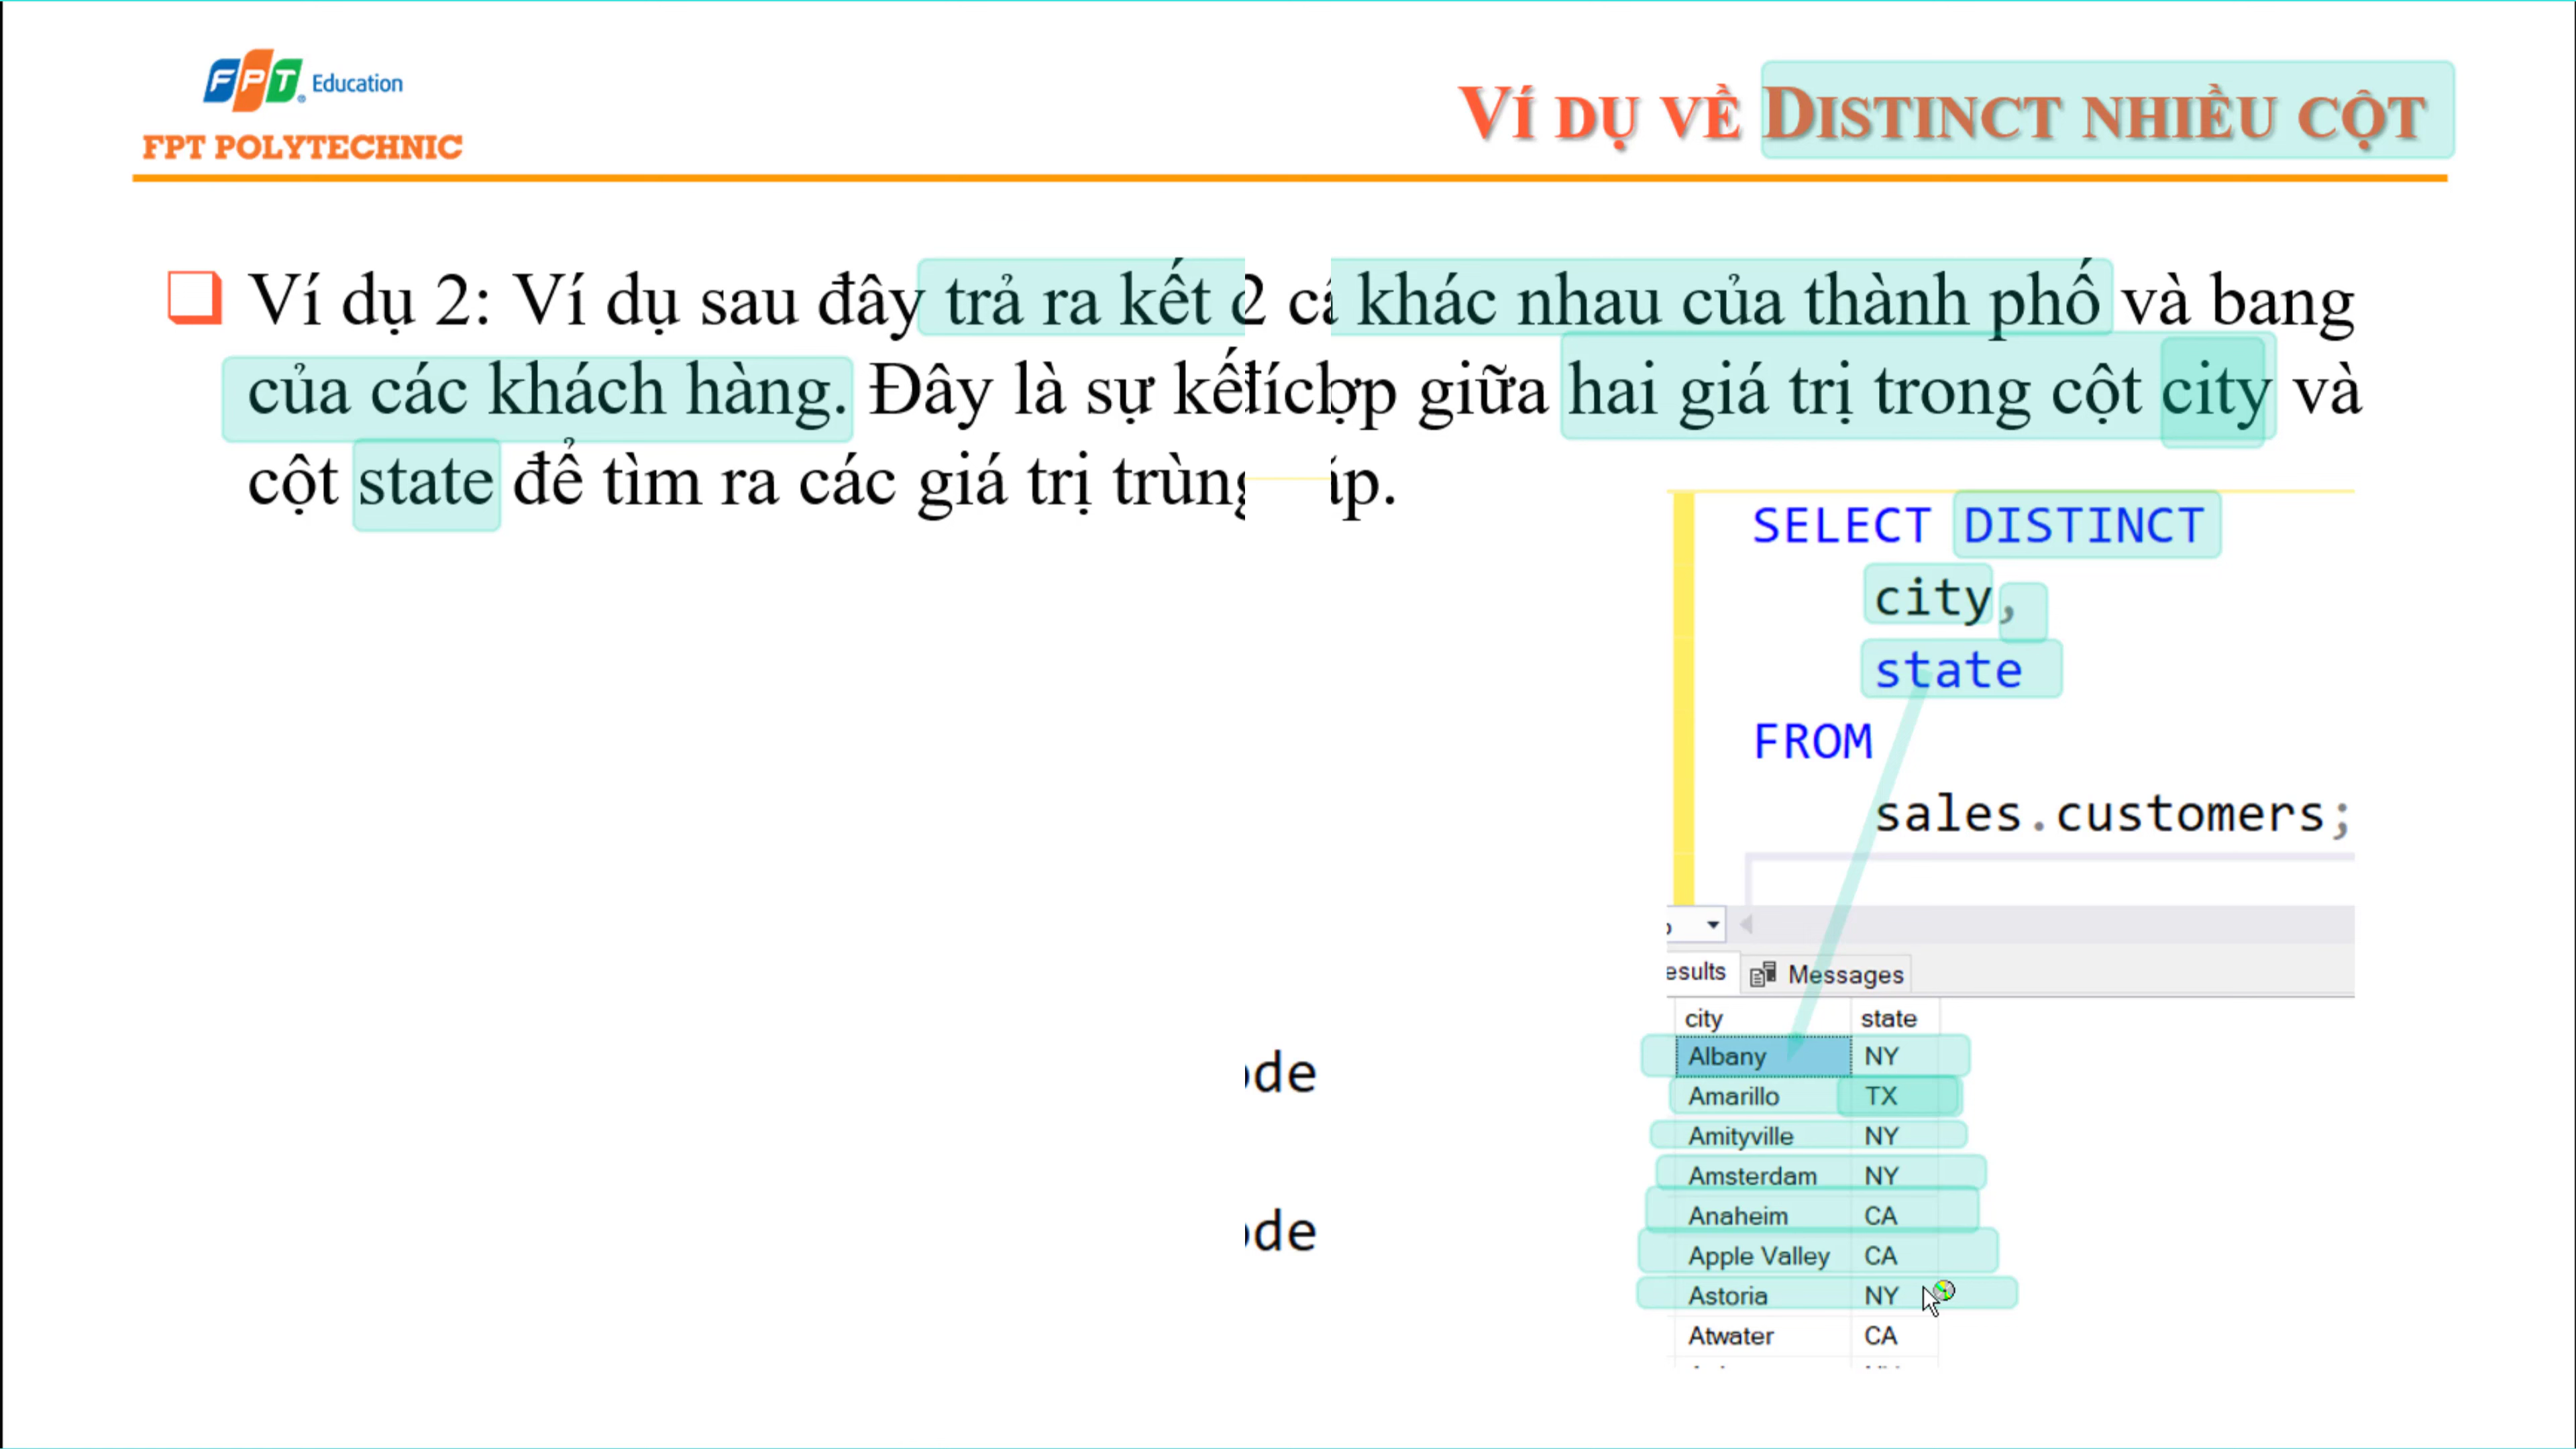 FPT Education
FPT POLYTECHNIC
VÍ DỤ VỀ DISTINCT NHIỀU CỘT
Ví dụ 2: Ví dụ sau đây trả ra kết 2 khác nhau của thành phố và bang
của các khách hàng. Đây là sự giữa hai giá trị trong cột city và
cột state để tìm ra các giá trị
SELECT DISTINCT
city,
state
FROM
sales.customers;
esults Messages
city state
Albany NY
ode
Amarillo TX
Amityville NY
Amsterdam NY
Anaheim CA
ode
Apple Valley CA
Astoria NY
Atwater CA